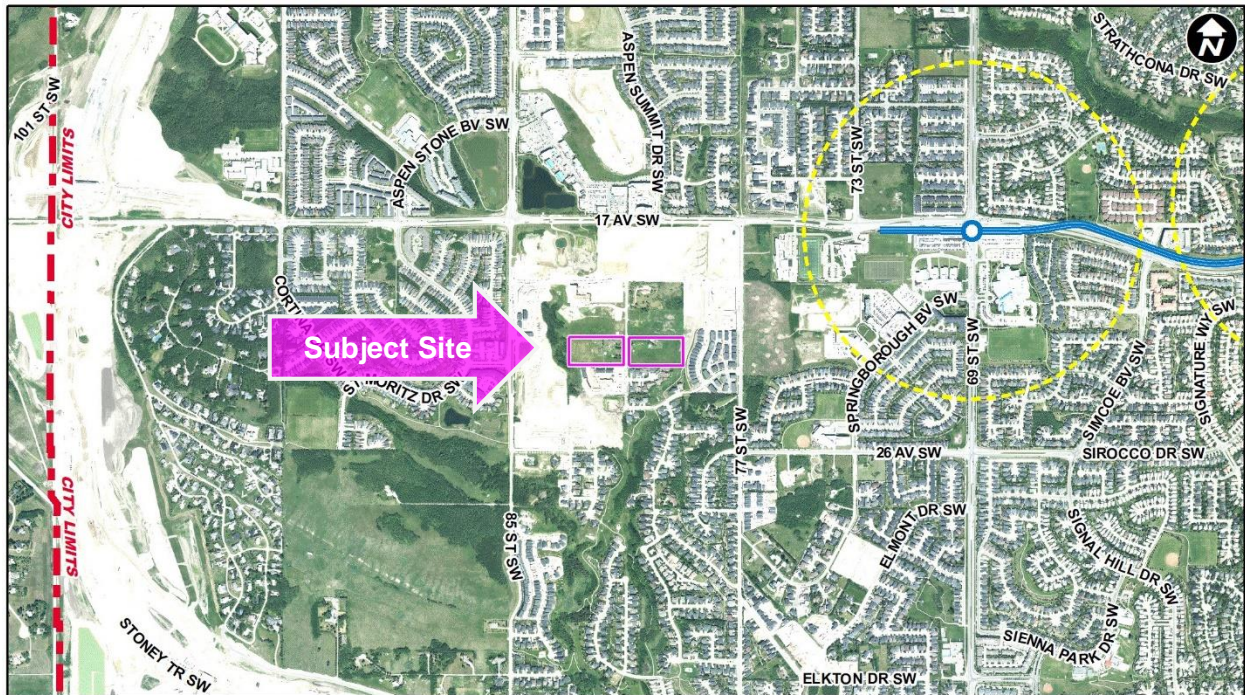 N
STRATHCONA DR SW
101 ST SW
CITY LIMITS
ASPEN STONE BV SW
ASPEN SUMMIT DR SW
73 ST SW
17 AV SW
Subject Site
ST MORITZ DR SW
SPRINGBOROUGH BV SW
69 ST SW
SIMCOE BV SW
SIGNATURE WY SW
77 ST SW
26 AV SW
SIROCCO DR SW
CITY LIMITS
85 ST SW
ELMONT DR SW
SIGNAL HILL DR SW
STONEY TR SW
SIENNA PARK DR SW
ELKTON DR SW